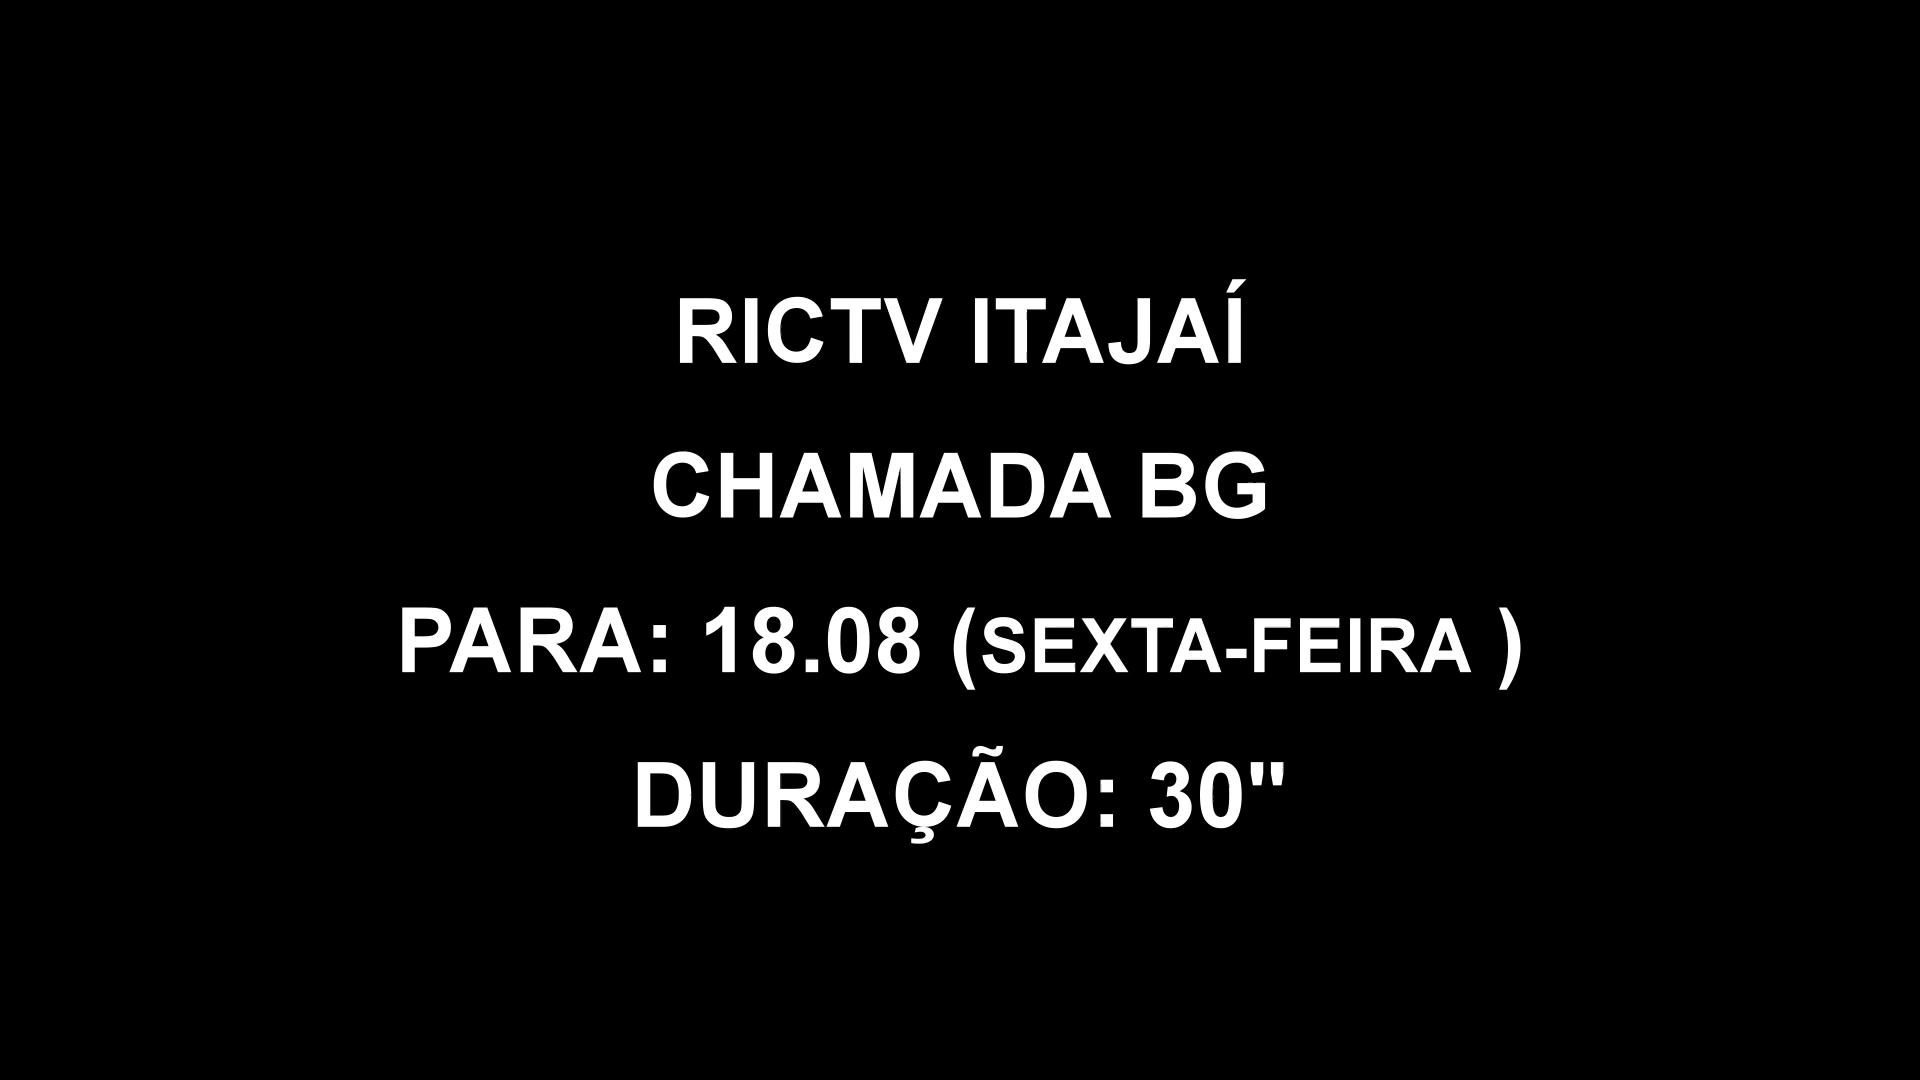 RICTV ITAJAÍ
CHAMADA BG
PARA: 18.08 (SEXTA-FEIRA )
DURAÇÃO: 30"